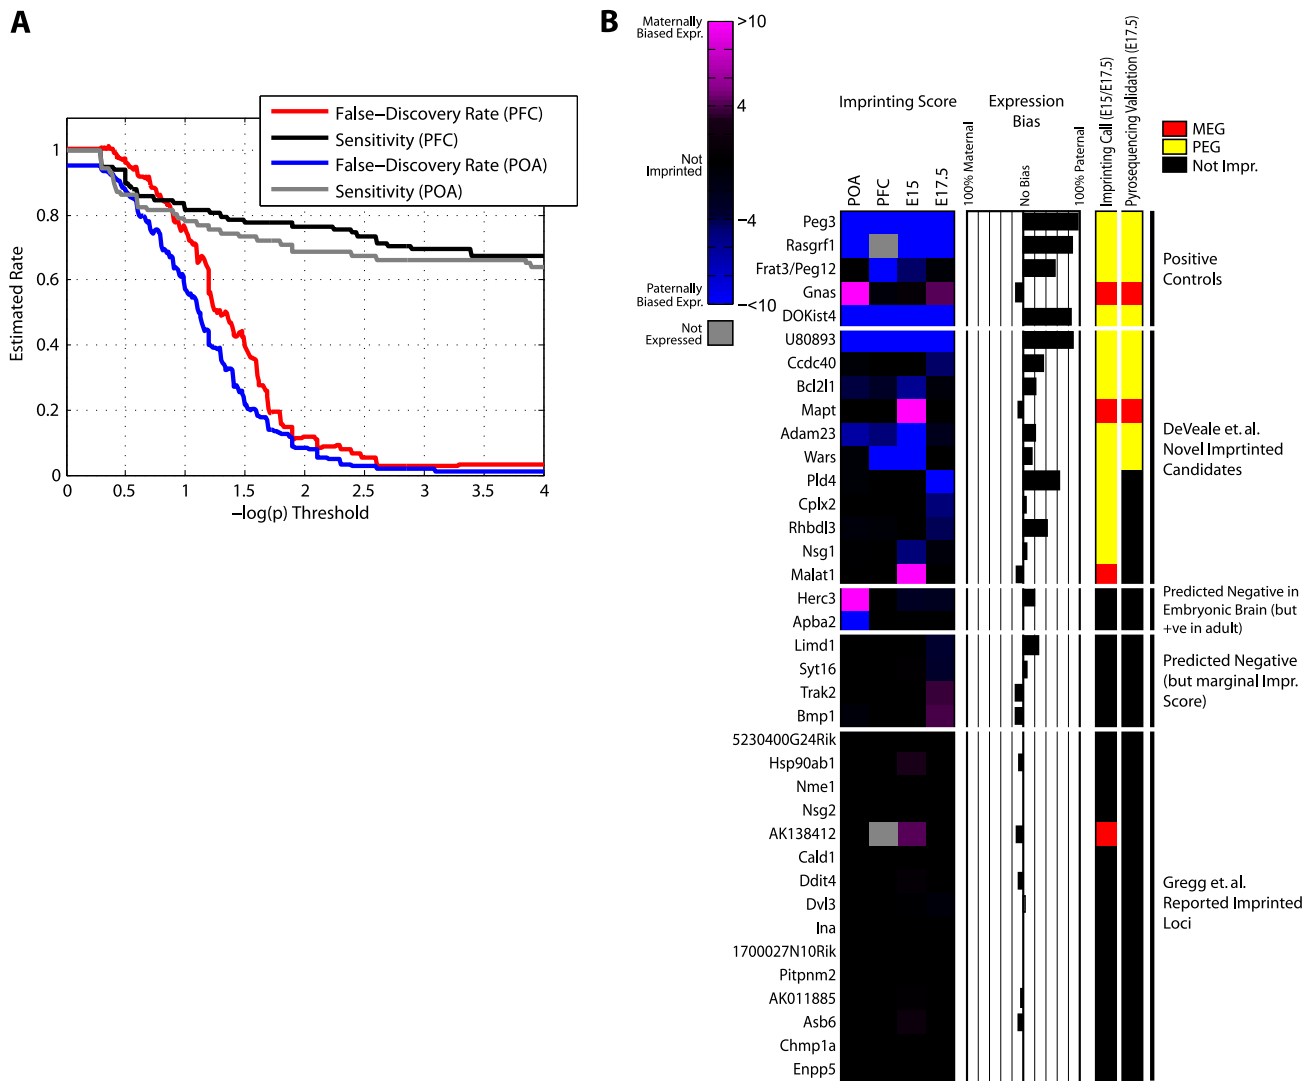 A
False−Discovery Rate (PFC)
Sensitivity (PFC)
False−Discovery Rate (POA)
Sensitivity (POA)
Estimated Rate
1
0.8
0.6
0.4
0.2
0
0 0.5 1 1.5 2 2.5 3 3.5 4
−log(p) Threshold
B
Maternally
Biased Expr.
>10
4
Not
Imprinted
−4
Paternally
Biased Expr.
−<10
Not
Expressed
Imprinting Score
Expression
Bias
POA
PFC
E15
E17.5
100% Maternal
No Bias
100% Paternal
Imprinting Call (E15/E17.5)
Pyrosequencing Validation (E17.5)
MEG
PEG
Not Impr.
Peg3
Rasgrf1
Frat3/Peg12
Gnas
DOKist4
Positive
Controls
U80893
Ccdc40
Bcl2l1
Mapt
Adam23
Wars
Pld4
Cplx2
Rhbdl3
Nsg1
Malat1
DeVeale et. al.
Novel Imprtinted
Candidates
Herc3
Apba2
Predicted Negative in
Embryonic Brain (but
+ve in adult)
Limd1
Syt16
Trak2
Bmp1
Predicted Negative
(but marginal Impr.
Score)
5230400G24Rik
Hsp90ab1
Nme1
Nsg2
AK138412
Cald1
Ddit4
Dvl3
Ina
1700027N10Rik
Pitpnm2
AK011885
Asb6
Chmp1a
Enpp5
Gregg et. al.
Reported Imprinted
Loci